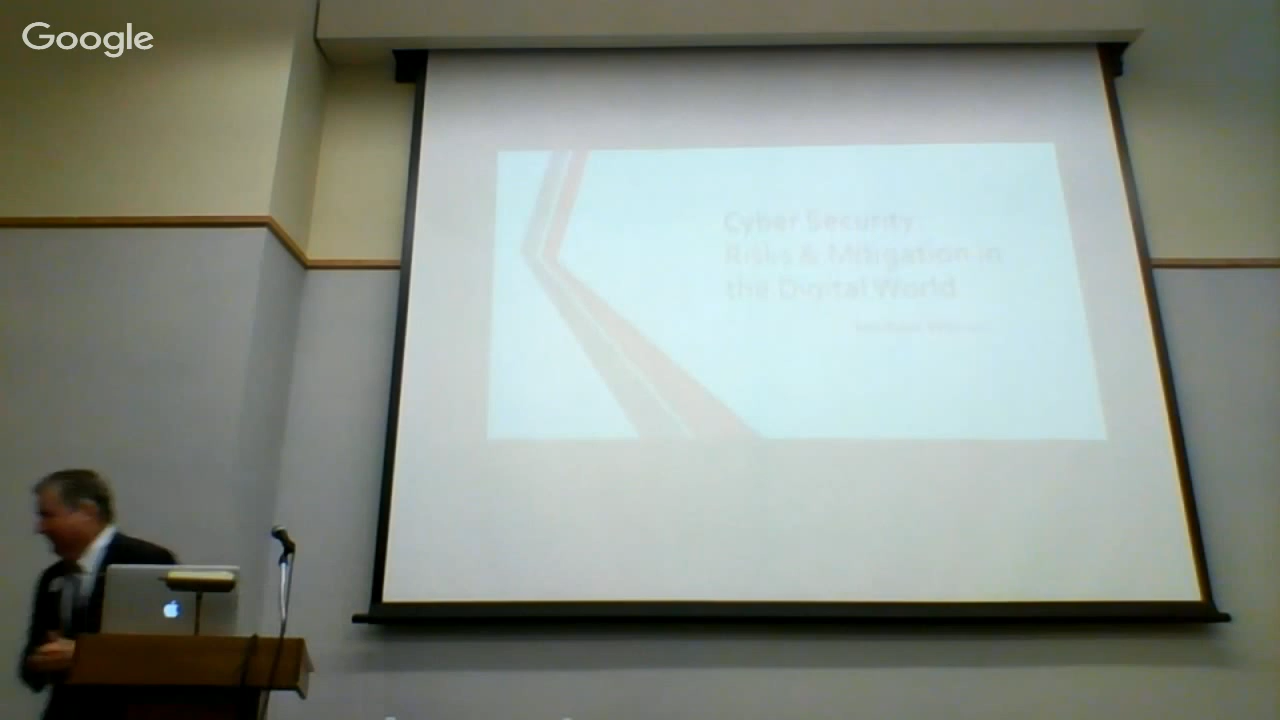 Google
Cyber Security
Risks & Mitigation in
the Digital World